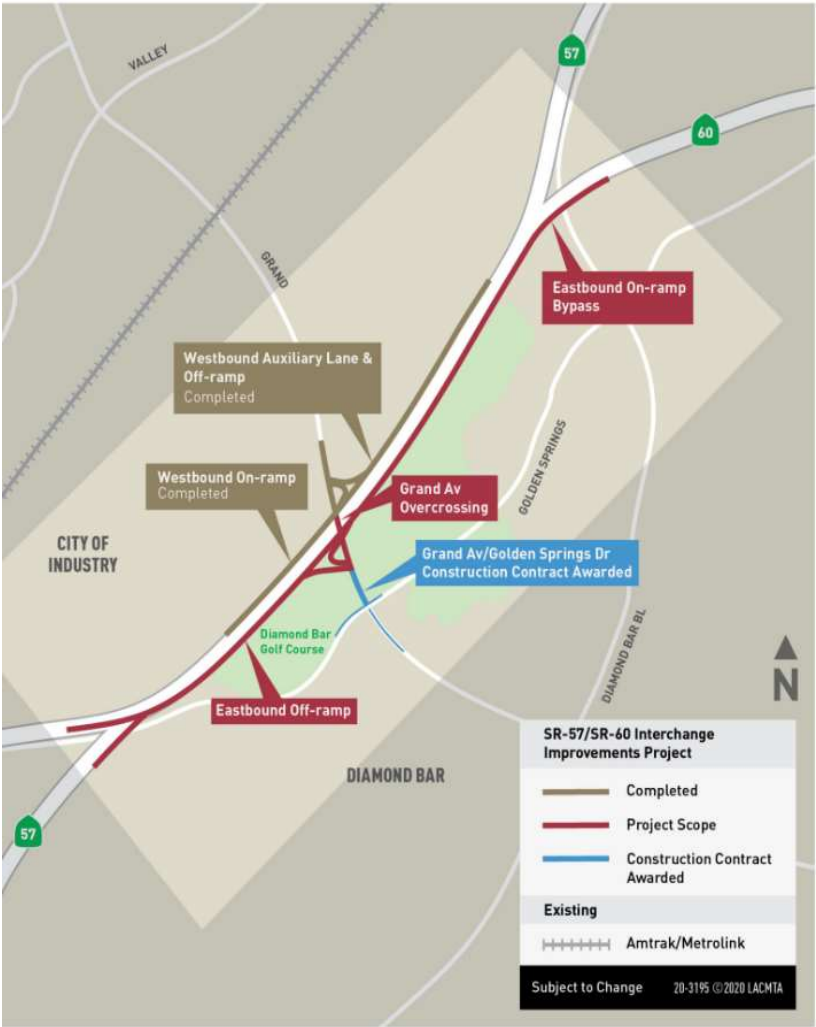 57
VALLEY
60
GRAND
Eastbound On-ramp
Bypass
Westbound Auxiliary Lane &
Off-ramp
Completed
Westbound On-ramp
Completed
Grand Av
Overcrossing
GOLDEN SPRINGS
CITY OF
INDUSTRY
Grand Av/Golden Springs Dr
Construction Contract Awarded
Diamond Bar
Golf Course
DIAMOND BAR BL
N
Eastbound Off-ramp
DIAMOND BAR
57
SR-57/SR-60 Interchange
Improvements Project
Completed
Project Scope
Construction Contract
Awarded
Existing
Amtrak/Metrolink
Subject to Change 20-3195 ©2020 LACMTA